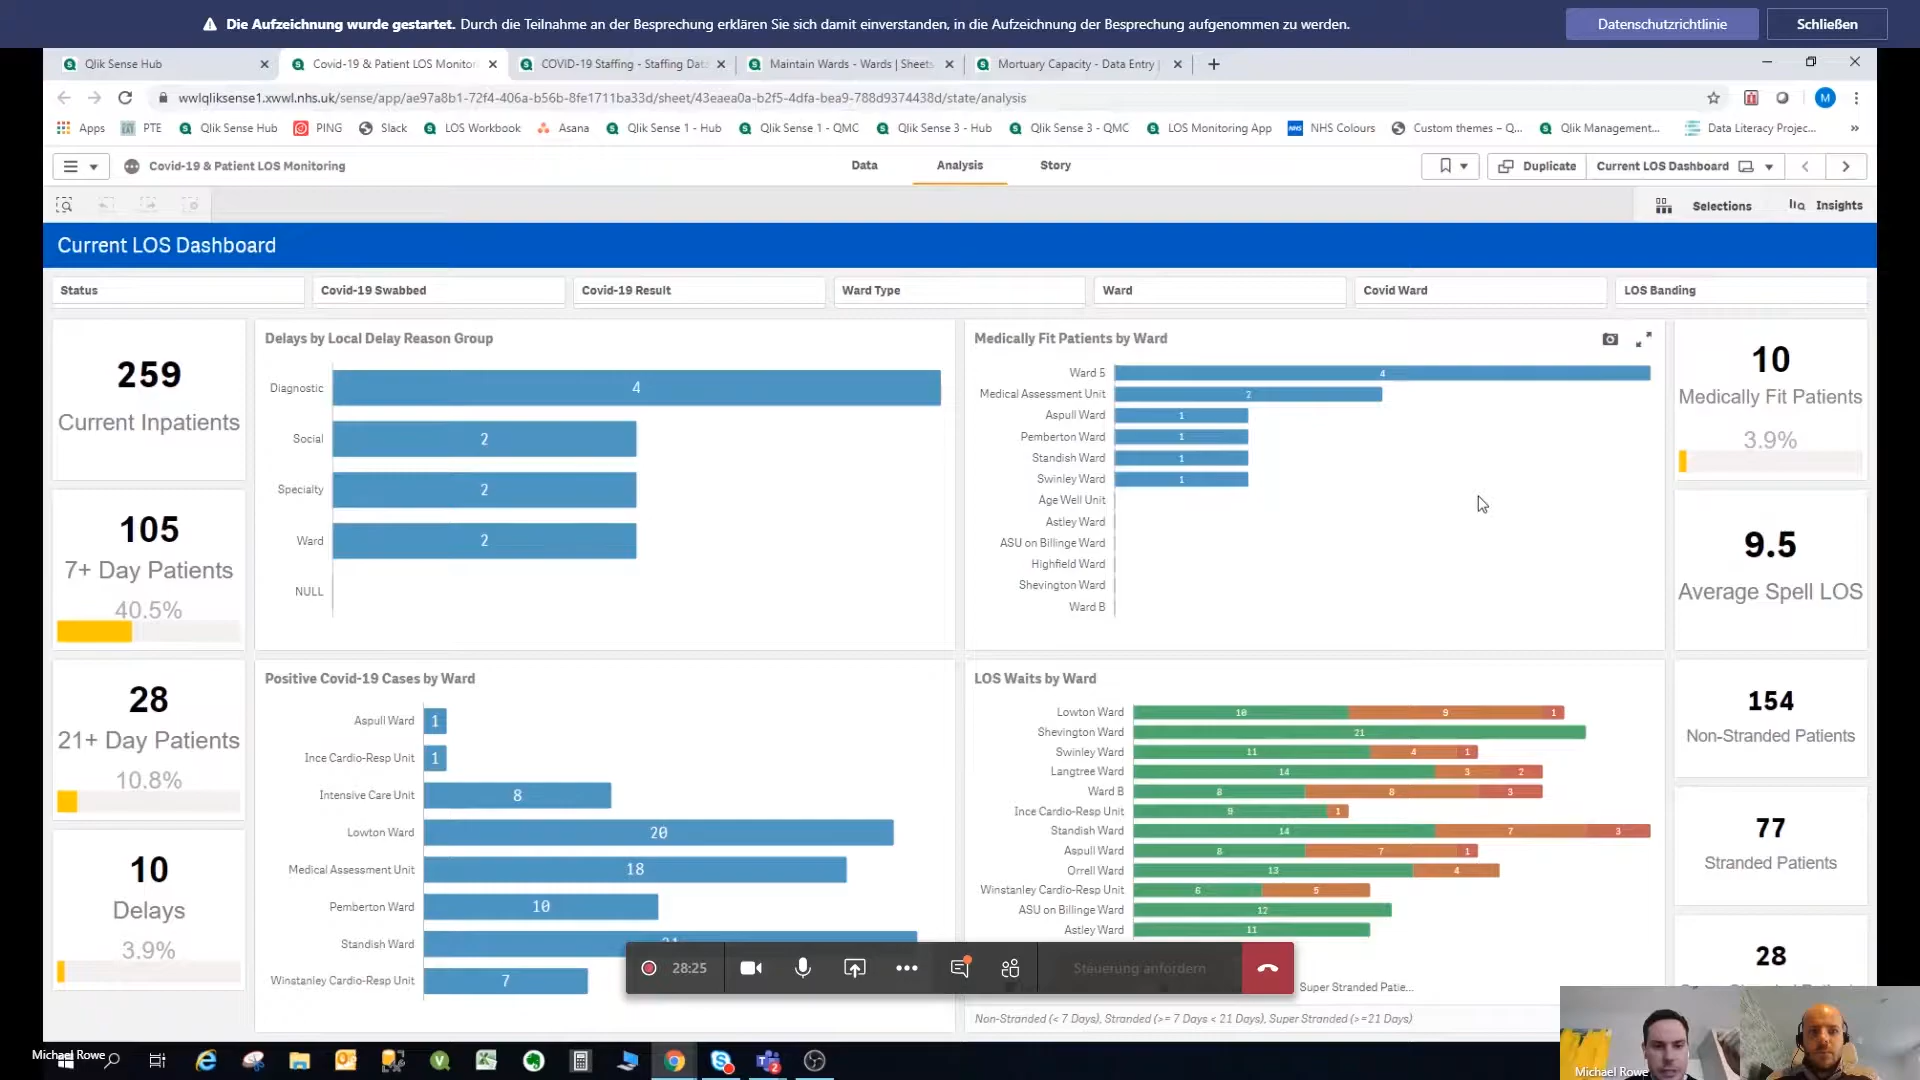 Die Aufzeichnung wurde gestartet. Durch die Teilnahme an der Besprechung erklären Sie sich damit einverstanden, in die Aufzeichnung der Besprechung aufgenommen zu werden.
Datenschutzrichtlinie
Schließen
Qlik Sense Hub
Covid-19 & Patient LOS Monitor
COVID-19 Staffing - Staffing Dat
Maintain Wards - Wards | Sheets
Mortuary Capacity - Data Entry
wwlqliksense1.xwwl.nhs.uk/sense/app/ae97a8b1-72f4-406a-b56b-8fe1711ba33d/sheet/43eaea0a-b2f5-4dfa-bea9-788d9374438d/state/analysis
M
Apps
PTE
Qlik Sense Hub
PING
Slack
LOS Workbook
Asana
Qlik Sense 1 - Hub
Qlik Sense 1 - QMC
Qlik Sense 3 - Hub
Qlik Sense 3 - QMC
LOS Monitoring App
NHS Colours
Custom themes – Q...
Qlik Management...
Data Literacy Projec...
Covid-19 & Patient LOS Monitoring
Data
Analysis
Story
Duplicate
Current LOS Dashboard
Selections
Insights
Current LOS Dashboard
Status
Covid-19 Swabbed
Covid-19 Result
Ward Type
Ward
Covid Ward
LOS Banding
259
Current Inpatients
105
7+ Day Patients
40.5%
28
21+ Day Patients
10.8%
10
Delays
3.9%
Delays by Local Delay Reason Group
Diagnostic 4
Social 2
Specialty 2
Ward 2
NULL
Medically Fit Patients by Ward
Ward 5 4
Medical Assessment Unit 2
Aspull Ward 1
Pemberton Ward 1
Standish Ward 1
Swinley Ward 1
Age Well Unit
Astley Ward
ASU on Billinge Ward
Highfield Ward
Shevington Ward
Ward B
Positive Covid-19 Cases by Ward
Aspull Ward 1
Ince Cardio-Resp Unit 1
Intensive Care Unit 8
Lowton Ward 20
Medical Assessment Unit 18
Pemberton Ward 10
Standish Ward
Winstanley Cardio-Resp Unit 7
LOS Waits by Ward
Lowton Ward 10 9 1
Shevington Ward 21
Swinley Ward 11 4 1
Langtree Ward 14 3 2
Ward B 8 8 3
Ince Cardio-Resp Unit 9 1
Standish Ward 14 7 3
Aspull Ward 8 7 1
Orrell Ward 13 4
Winstanley Cardio-Resp Unit 6 5
ASU on Billinge Ward 12
Astley Ward 11
Super Stranded Patie...
Non-Stranded (< 7 Days), Stranded (>= 7 Days < 21 Days), Super Stranded (>=21 Days)
10
Medically Fit Patients
3.9%
9.5
Average Spell LOS
154
Non-Stranded Patients
77
Stranded Patients
28
28:25
Steuerung anfordern
Michael Rowe
Michael Rowe